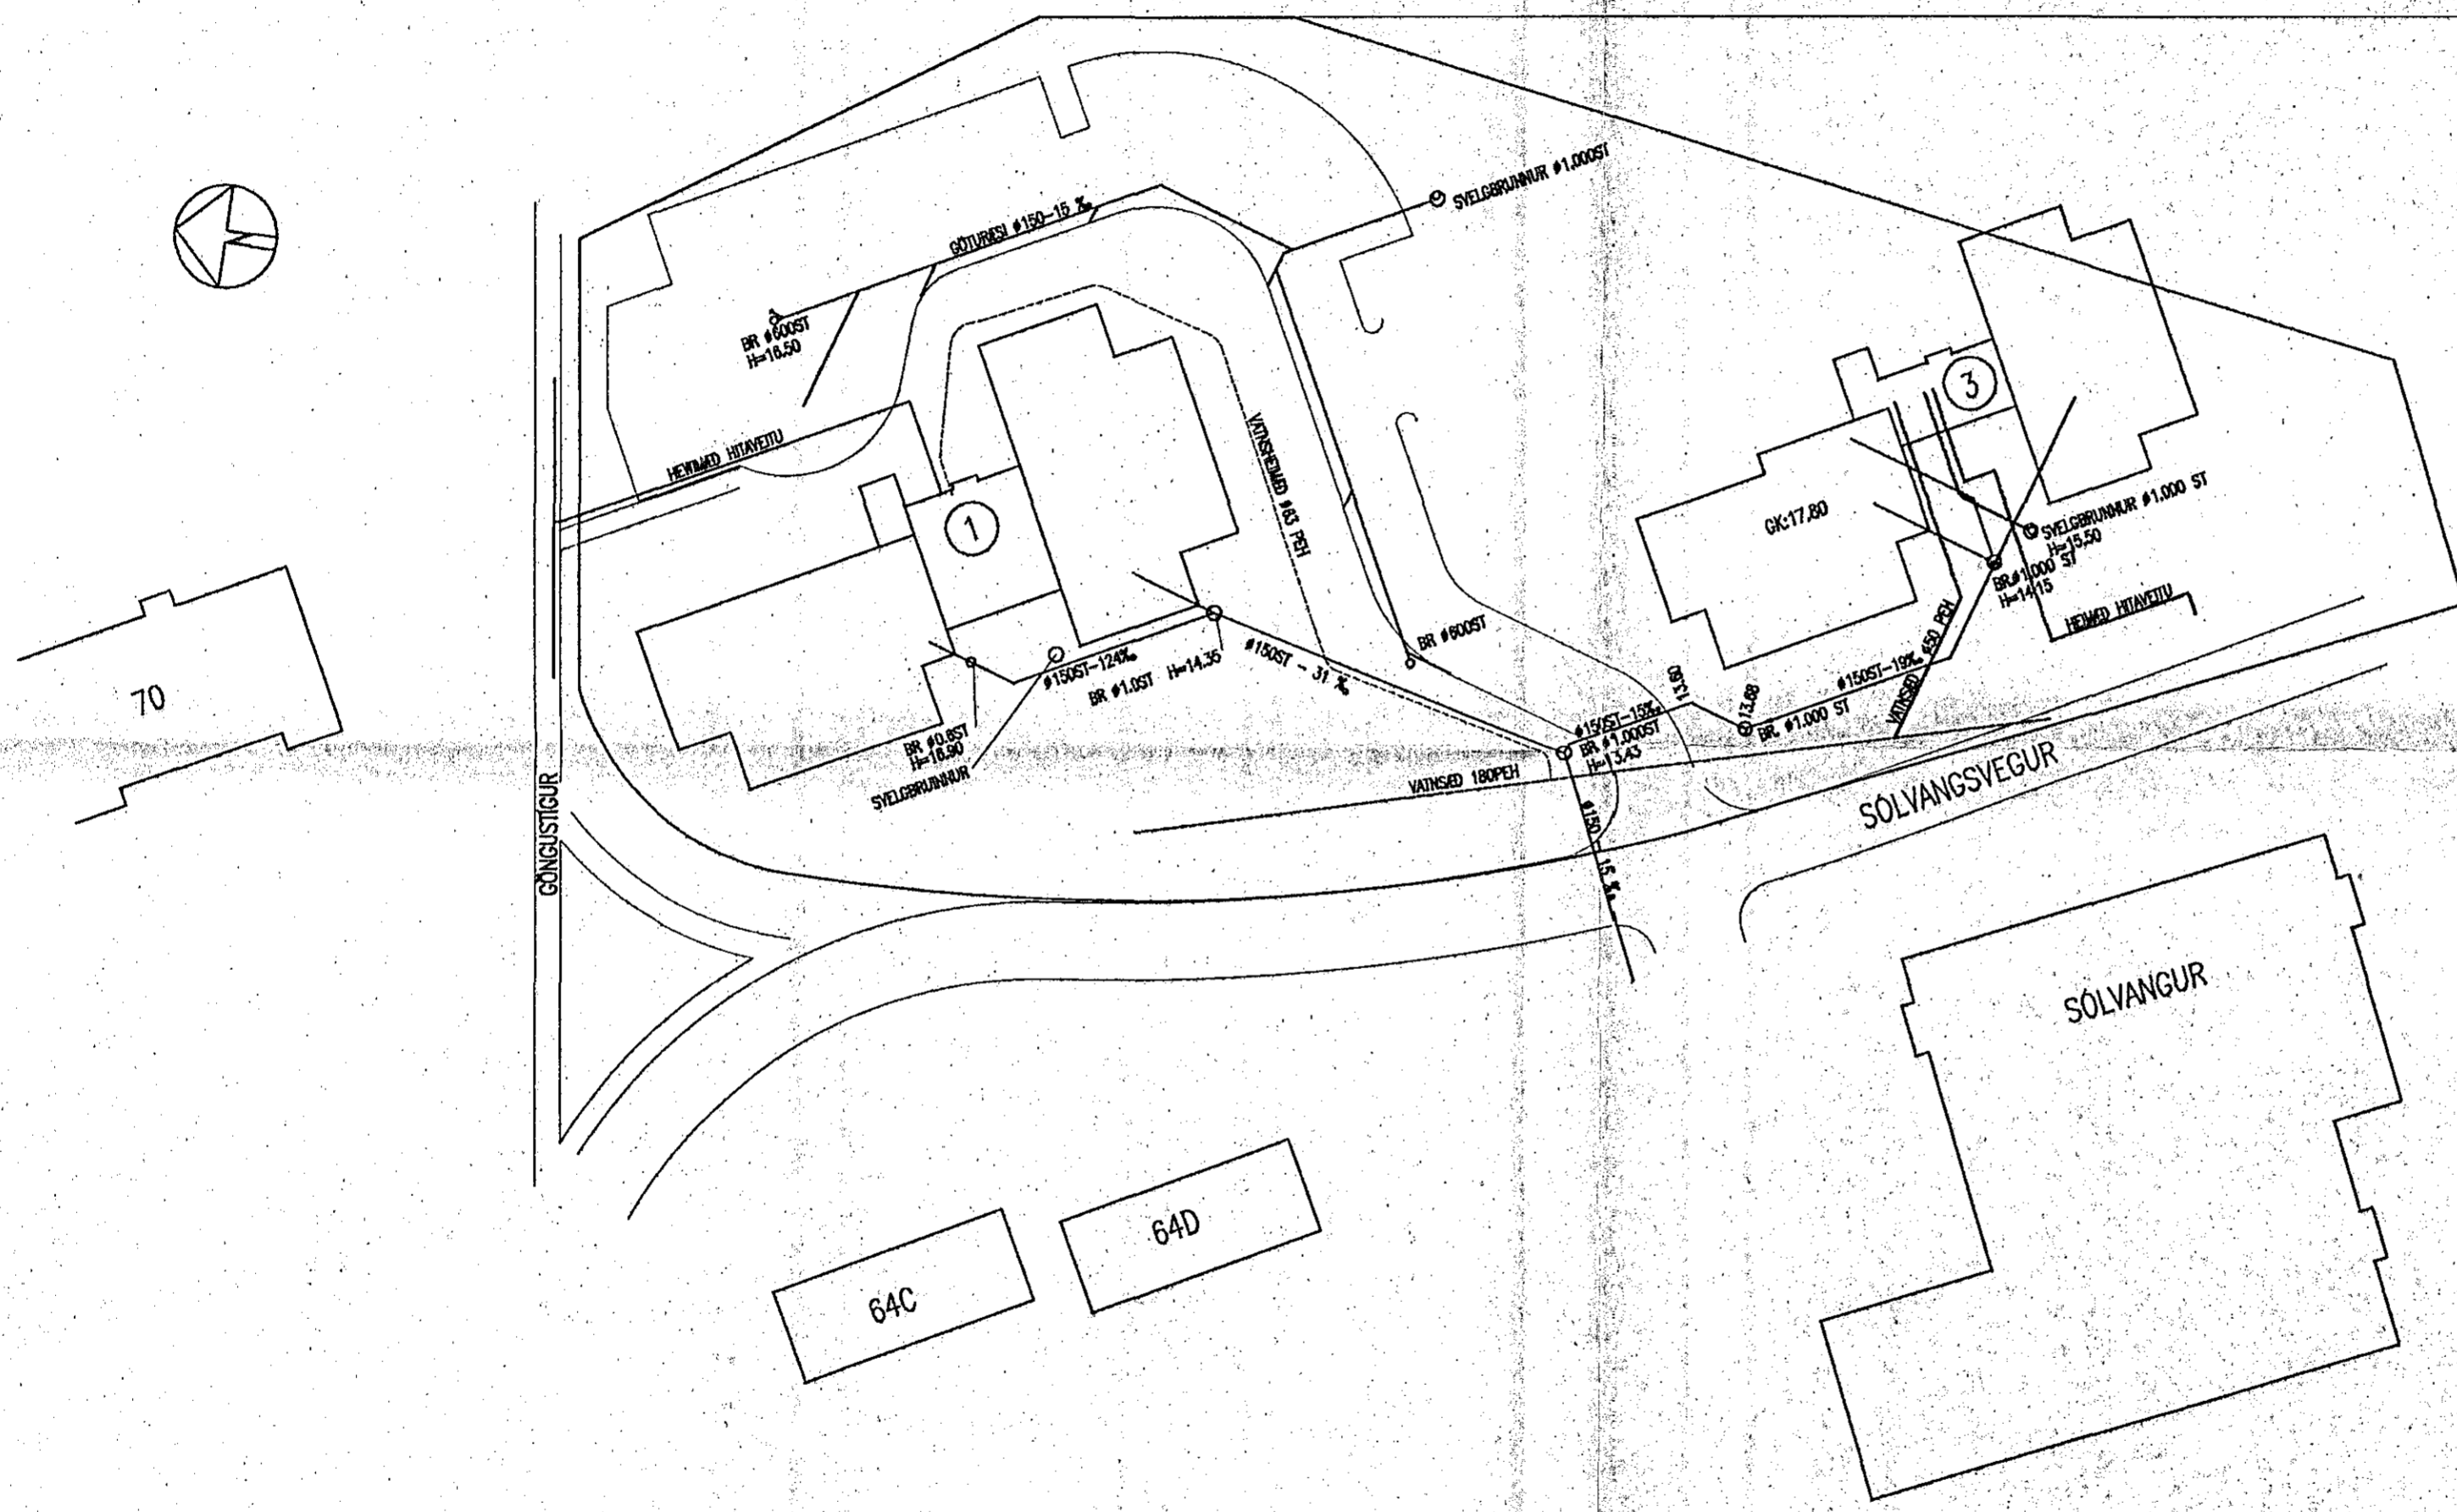 SVELGBRUNNUR ø1.000ST
GÖTURÆSI ø150-15 ‰
BR ø600ST
H=16.50
HEIMÆÐ HITAVEITU
1
VATNSHEIMÆÐ ø63 PEH
3
GK:17.80
SVELGBRUNNUR ø1.000 ST
H=15.50
BR.ø1.000 ST
H=14.15
HEIMÆÐ HITAVEITU
BR ø600ST
ø150ST - 31 ‰
ø150ST-124‰
BR ø1.0ST H=14.35
BR ø0.8ST
H=16.90
SVELGBRUNNUR
13.60
13.68
BR. ø1.000 ST
ø150ST-19‰
VATNSÆÐ ø50 PEH
ø150ST-15‰
BR ø1.000ST
H=13.43
VATNSÆÐ 180PEH
ø150 - 15 ‰
70
GÖNGUSTÍGUR
SÓLVANGSVEGUR
SÓLVANGUR
64D
64C